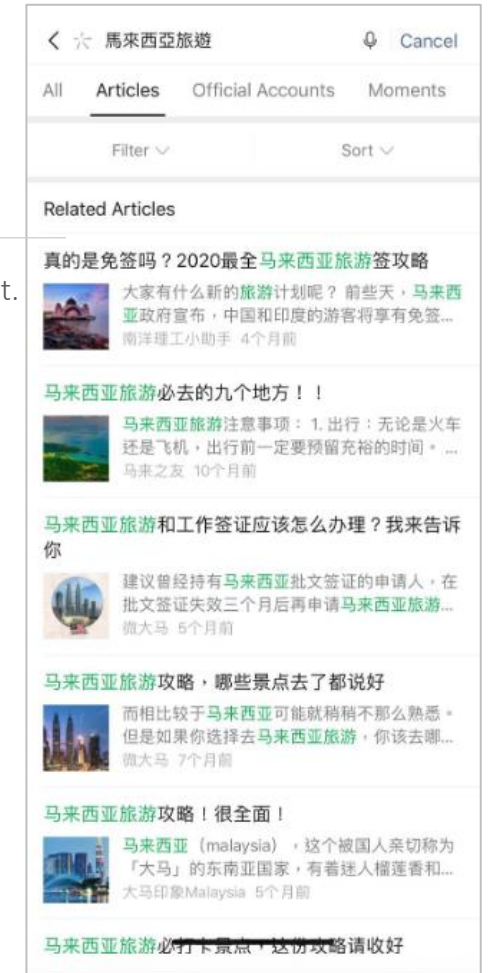 馬來西亞旅遊 Cancel
All Articles Official Accounts Moments
Filter Sort
Related Articles
t.
真的是免签吗？2020最全马来西亚旅游签攻略
大家有什么新的旅游计划呢？ 前些天，马来西
亚政府宣布，中国和印度的游客将享有免签...
南洋理工小助手 4个月前
马来西亚旅游必去的九个地方！！
马来西亚旅游注意事项： 1. 出行：无论是火车
还是飞机，出行前一定要预留充裕的时间。 ...
马来之友 10个月前
马来西亚旅游和工作签证应该怎么办理？我来告诉
你
建议曾经持有马来西亚批文签证的申请人，在
批文签证失效三个月后再申请马来西亚旅游...
微大马 5个月前
马来西亚旅游攻略，哪些景点去了都说好
而相比较于马来西亚可能就稍稍不那么熟悉。
但是如果你选择去马来西亚旅游，你该去哪...
微大马 7个月前
马来西亚旅游攻略！很全面！
马来西亚（malaysia），这个被国人亲切称为
「大马」的东南亚国家，有着迷人榴莲香和...
大马印象Malaysia 5个月前
马来西亚旅游必打卡景点，这份攻略请收好